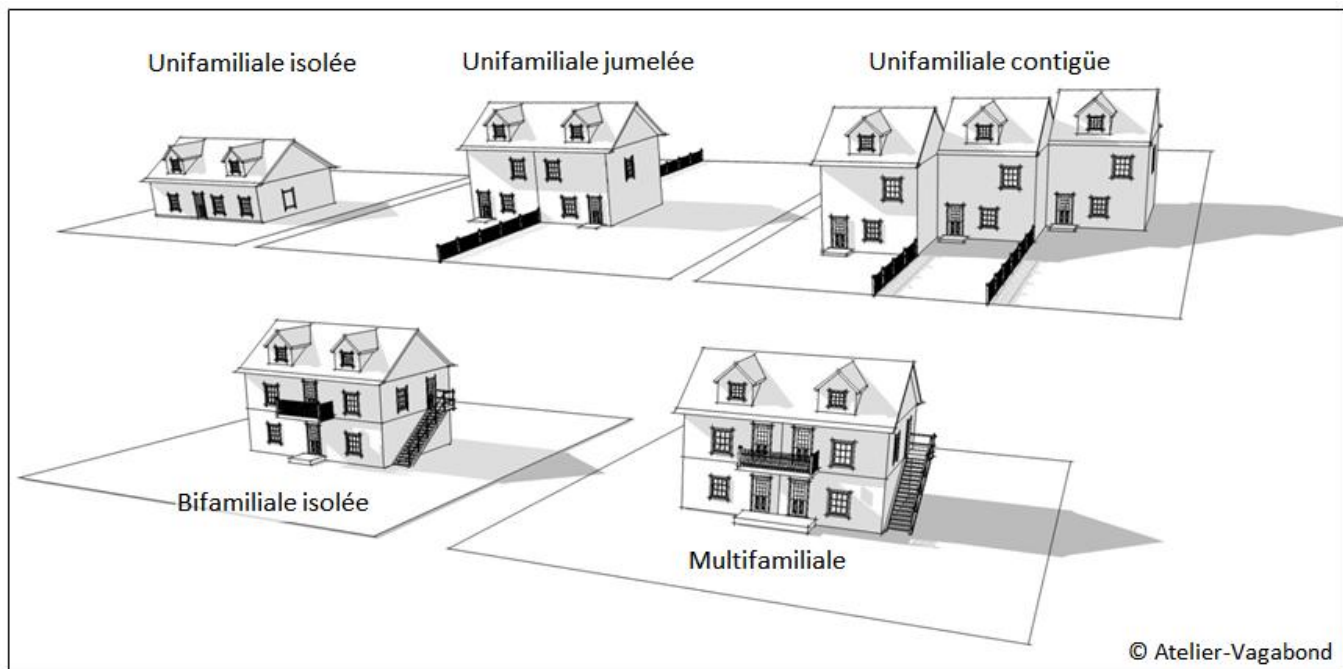 Unifamiliale isolée
Unifamiliale jumelée
Unifamiliale contigüe
Bifamiliale isolée
Multifamiliale
© Atelier-Vagabond